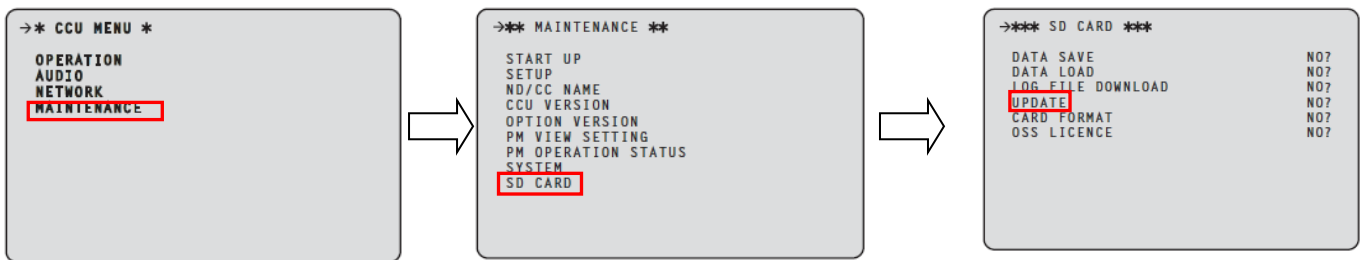 →* CCU MENU *
OPERATION
AUDIO
NETWORK
MAINTENANCE
→** MAINTENANCE **
START UP
SETUP
ND/CC NAME
CCU VERSION
OPTION VERSION
PM VIEW SETTING
PM OPERATION STATUS
SYSTEM
SD CARD
→*** SD CARD ***
DATA SAVE NO?
DATA LOAD NO?
LOG FILE DOWNLOAD NO?
UPDATE NO?
CARD FORMAT NO?
OSS LICENCE NO?